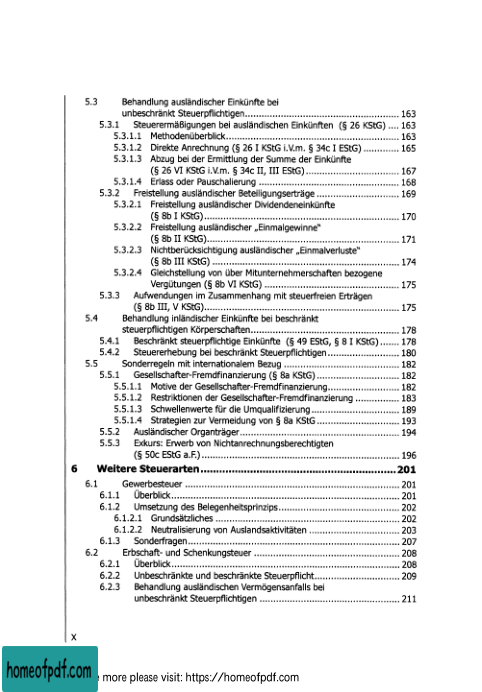 5.3 Behandlung ausländischer Einkünfte bei
unbeschränkt Steuerpflichtigen............................................................ 163
5.3.1 Steuerermäßigungen bei ausländischen Einkünften (§ 26 KStG) .... 163
5.3.1.1 Methodenüberblick............................................................ 163
5.3.1.2 Direkte Anrechnung (§ 26 I KStG i.V.m. § 34c I EStG) ............. 165
5.3.1.3 Abzug bei der Ermittlung der Summe der Einkünfte
(§ 26 VI KStG i.V.m. § 34c II, III EStG)................................... 167
5.3.1.4 Erlass oder Pauschalierung .................................................. 168
5.3.2 Freistellung ausländischer Beteiligungserträge............................... 169
5.3.2.1 Freistellung ausländischer Dividendeneinkünfte
(§ 8b I KStG)..................................................................... 170
5.3.2.2 Freistellung ausländischer „Einmalgewinne"
(§ 8b II KStG).................................................................... 171
5.3.2.3 Nichtberücksichtigung ausländischer „Einmalverluste"
(§ 8b III KStG) .................................................................. 174
5.3.2.4 Gleichstellung von über Mitunternehmerschaften bezogene
Vergütungen (§ 8b VI KStG) ................................................ 175
5.3.3 Aufwendungen im Zusammenhang mit steuerfreien Erträgen
(§ 8b III, V KStG)..................................................................... 175
5.4 Behandlung inländischer Einkünfte bei beschränkt
steuerpflichtigen Körperschaften........................................................ 178
5.4.1 Beschränkt steuerpflichtige Einkünfte (§ 49 EStG, § 8 I KStG)....... 178
5.4.2 Steuererhebung bei beschränkt Steuerpflichtigen........................... 180
5.5 Sonderregeln mit internationalem Bezug ............................................ 182
5.5.1 Gesellschafter-Fremdfinanzierung (§ 8a KStG)............................... 182
5.5.1.1 Motive der Gesellschafter-Fremdfinanzierung........................... 182
5.5.1.2 Restriktionen der Gesellschafter-Fremdfinanzierung ................. 183
5.5.1.3 Schwellenwerte für die Umqualifizierung ................................. 189
5.5.1.4 Strategien zur Vermeidung von § 8a KStG ............................... 193
5.5.2 Ausländischer Organträger.......................................................... 194
5.5.3 Exkurs: Erwerb von Nichtanrechnungsberechtigten
(§ 50c EStG a.F.)...................................................................... 196
6 Weitere Steuerarten............................................................201
6.1 Gewerbesteuer ............................................................................... 201
6.1.1 Überblick.................................................................................. 201
6.1.2 Umsetzung des Belegenheitsprinzips............................................ 202
6.1.2.1 Grundsätzliches ................................................................. 202
6.1.2.2 Neutralisierung von Auslandsaktivitäten ................................. 203
6.1.3 Sonderfragen............................................................................ 207
6.2 Erbschaft- und Schenkungsteuer ...................................................... 208
6.2.1 Überblick.................................................................................. 208
6.2.2 Unbeschränkte und beschränkte Steuerpflicht............................... 209
6.2.3 Behandlung ausländischen Vermögensanfalls bei
unbeschränkt Steuerpflichtigen .................................................... 211
X
homeofpdf.com
more please visit: https://homeofpdf.com